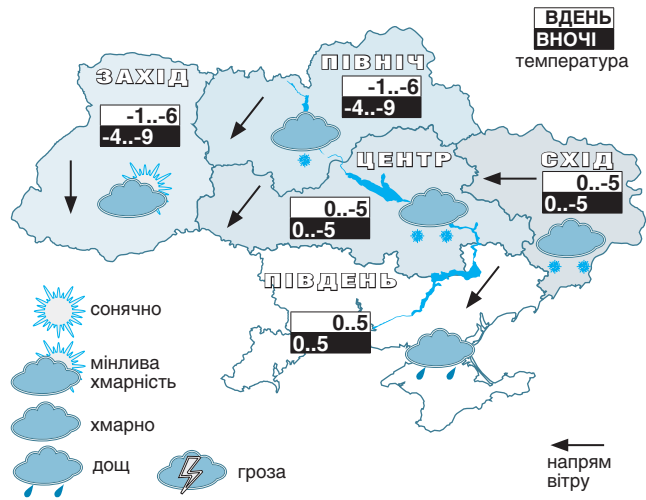 ВДЕНЬ
ВНОЧІ
температура
ЗАХІД
-1..-6
-4..-9
ПІВНІЧ
-1..-6
-4..-9
ЦЕНТР
0..-5
0..-5
СХІД
0..-5
0..-5
ПІВДЕНЬ
0..5
0..5
сонячно
мінлива
хмарність
хмарно
дощ
гроза
напрям
вітру